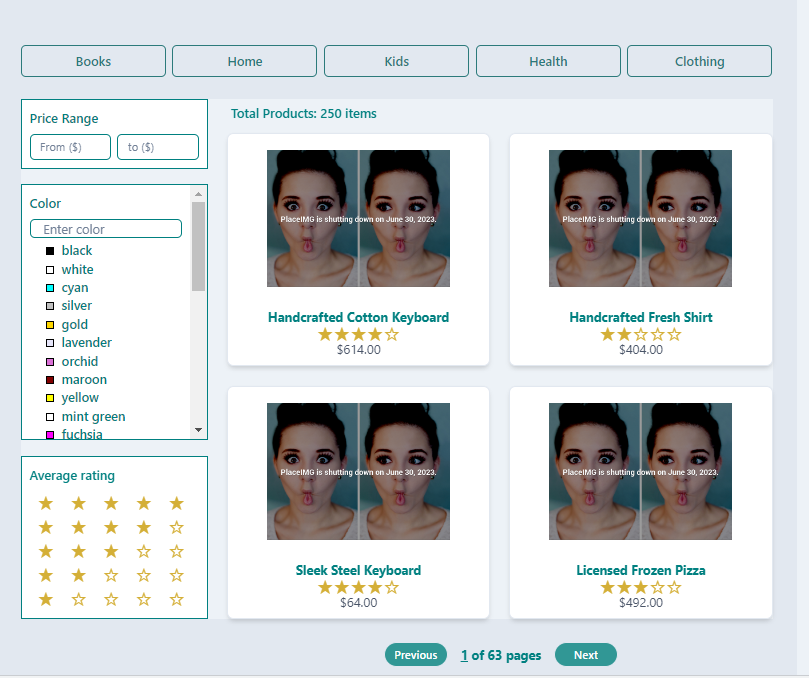 Books Home Kids Health Clothing
Price Range
From ($) to ($)
Color
Enter color
black
white
cyan
silver
gold
lavender
orchid
maroon
yellow
mint green
fuchsia
Average rating
Total Products: 250 items
PlaceIMG is shutting down on June 30, 2023.
Handcrafted Cotton Keyboard
$614.00
PlaceIMG is shutting down on June 30, 2023.
Handcrafted Fresh Shirt
$404.00
PlaceIMG is shutting down on June 30, 2023.
Sleek Steel Keyboard
$64.00
PlaceIMG is shutting down on June 30, 2023.
Licensed Frozen Pizza
$492.00
Previous 1 of 63 pages Next